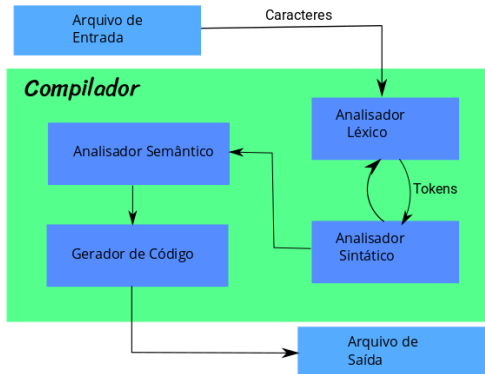 Arquivo de
Entrada
Caracteres
Compilador
Analisador
Léxico
Analisador Semântico
Tokens
Analisador
Sintático
Gerador de Código
Arquivo de
Saída